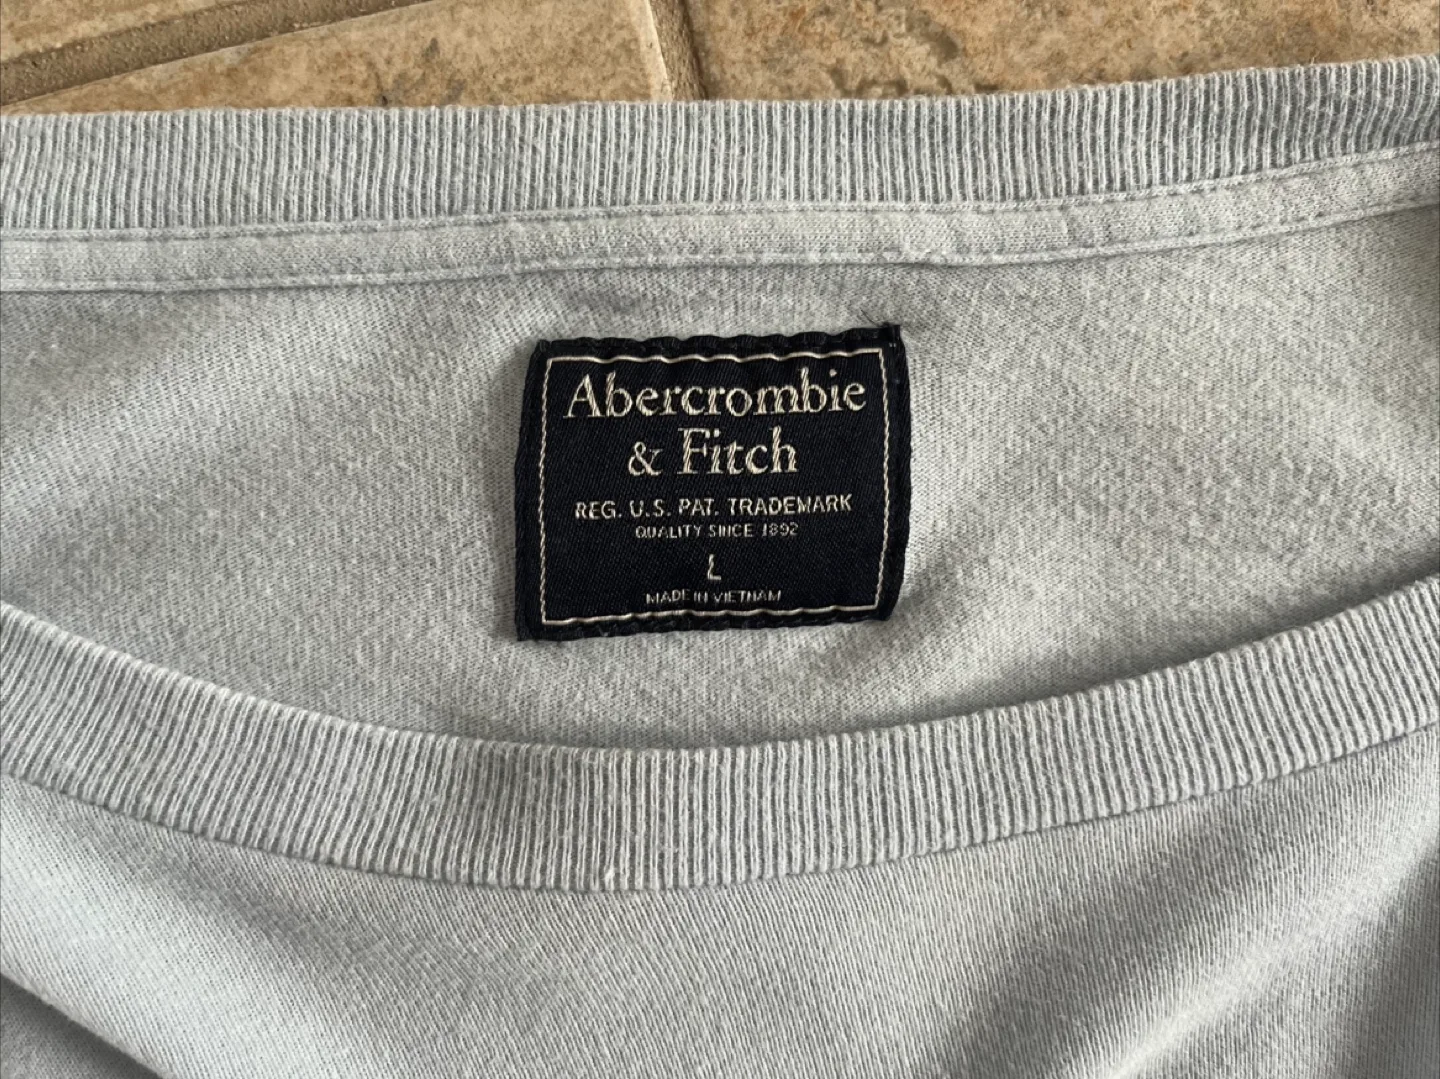 Abercrombie
& Fitch
REG. U.S. PAT. TRADEMARK
QUALITY SINCE 1892
L
MADE IN VIETNAM